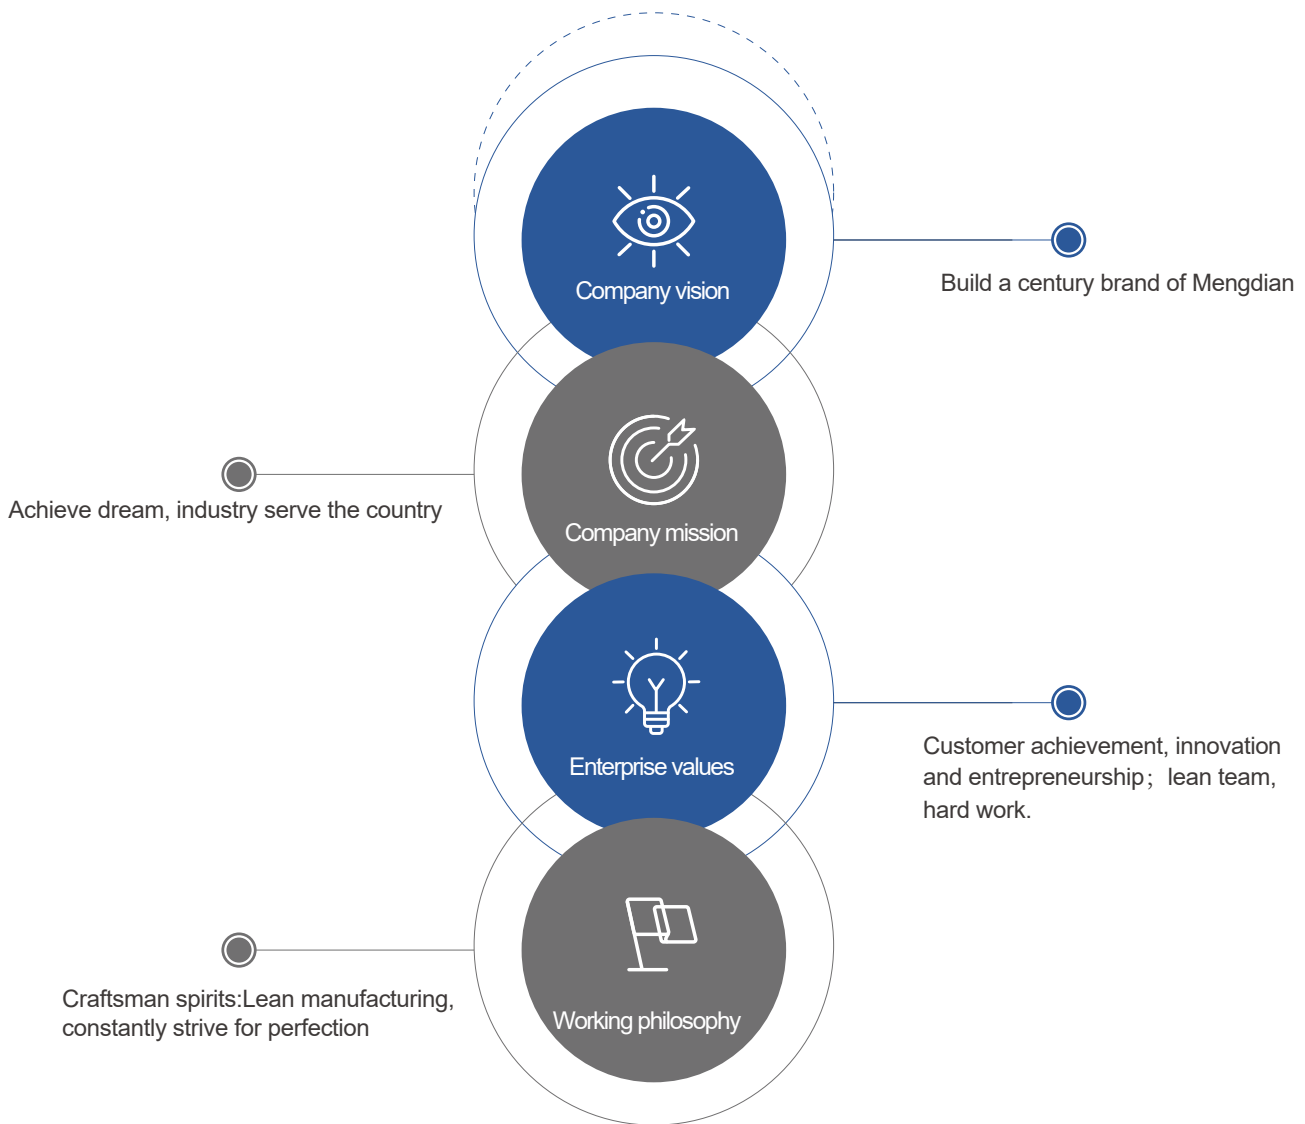 Company vision
Build a century brand of Mengdian
Company mission
Achieve dream, industry serve the country
Enterprise values
Customer achievement, innovation
and entrepreneurship；lean team,
hard work.
Working philosophy
Craftsman spirits:Lean manufacturing,
constantly strive for perfection